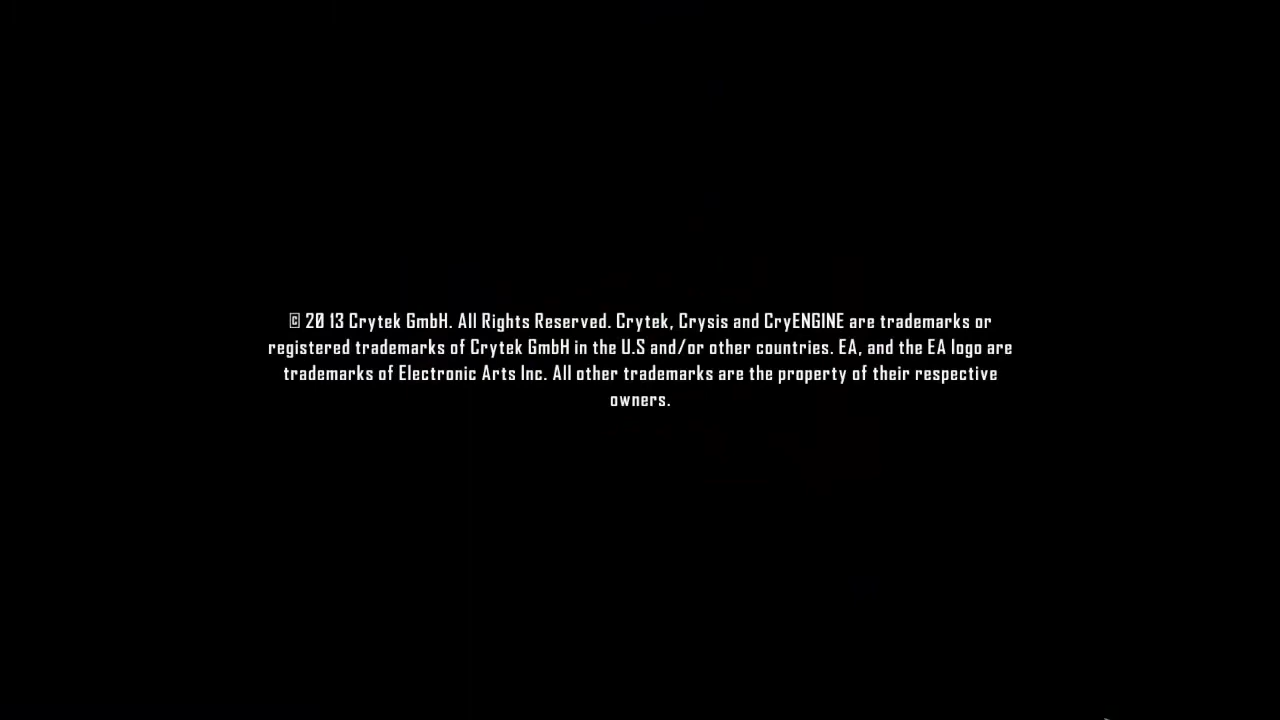 © 2013 Crytek GmbH. All Rights Reserved. Crytek, Crysis and CryENGINE are trademarks or
registered trademarks of Crytek GmbH in the U.S and/or other countries. EA, and the EA logo are
trademarks of Electronic Arts Inc. All other trademarks are the property of their respective
owners.